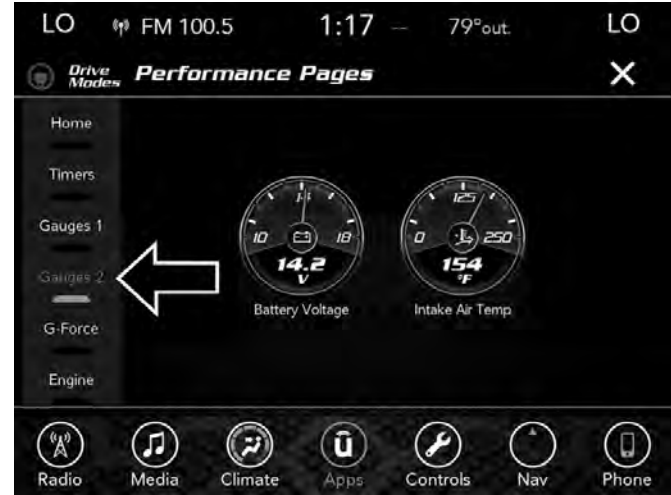 LO FM 100.5 1:17 -- 79°out. LO
Drive Modes Performance Pages X
Home
Timers
Gauges 1
Gauges 2
G-Force
Engine
14
10 18
14.2
V
Battery Voltage
125
0 250
154
°F
Intake Air Temp
Radio Media Climate Apps Controls Nav Phone